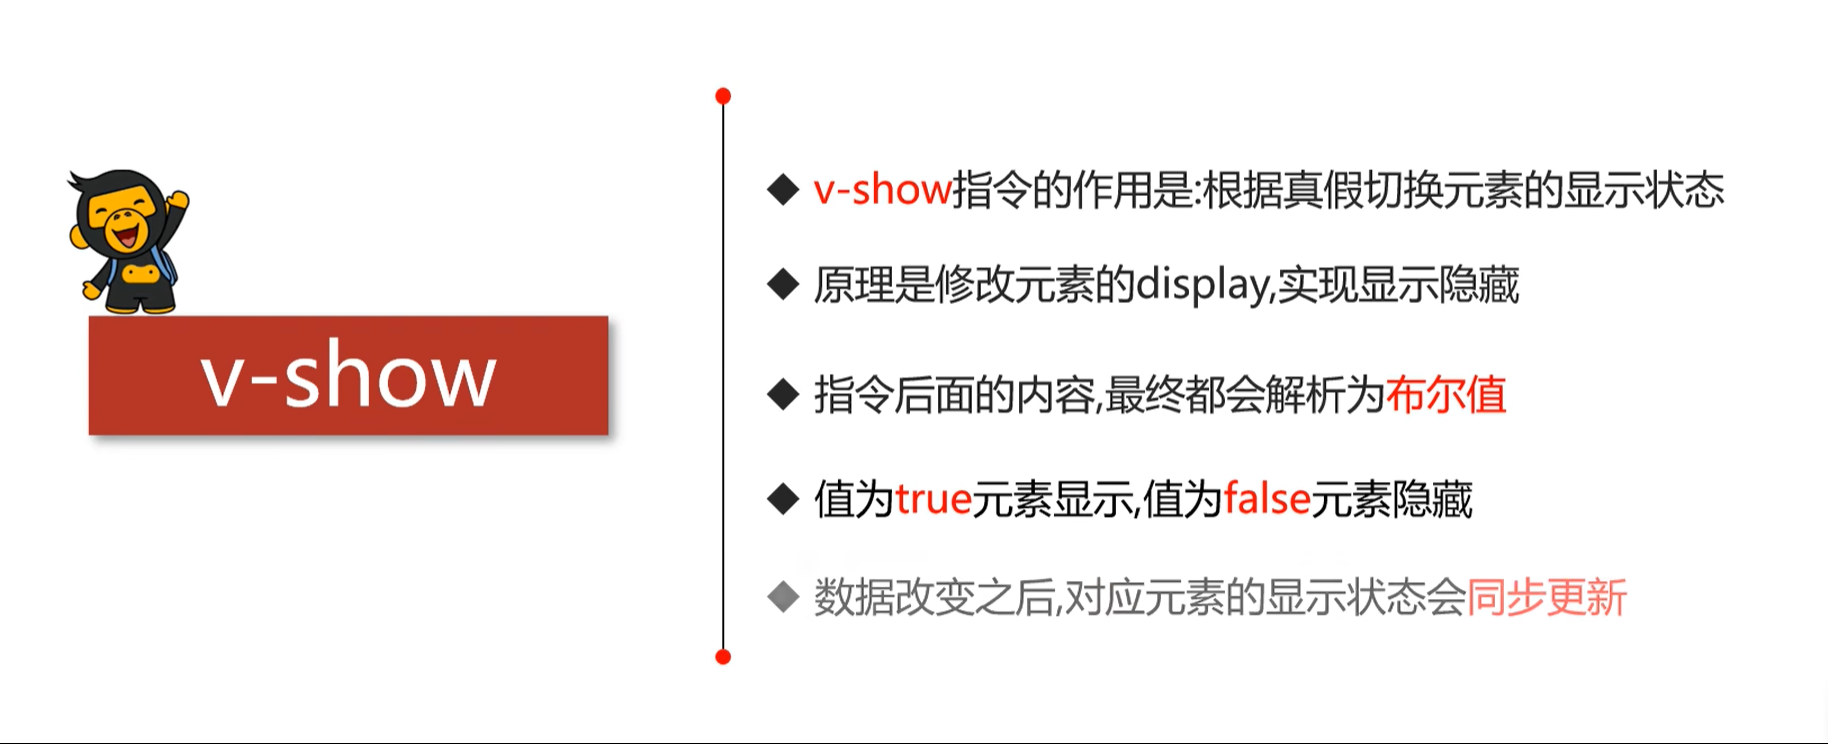 v-show
v-show指令的作用是:根据真假切换元素的显示状态
原理是修改元素的display,实现显示隐藏
指令后面的内容,最终都会解析为布尔值
值为true元素显示,值为false元素隐藏
数据改变之后,对应元素的显示状态会同步更新